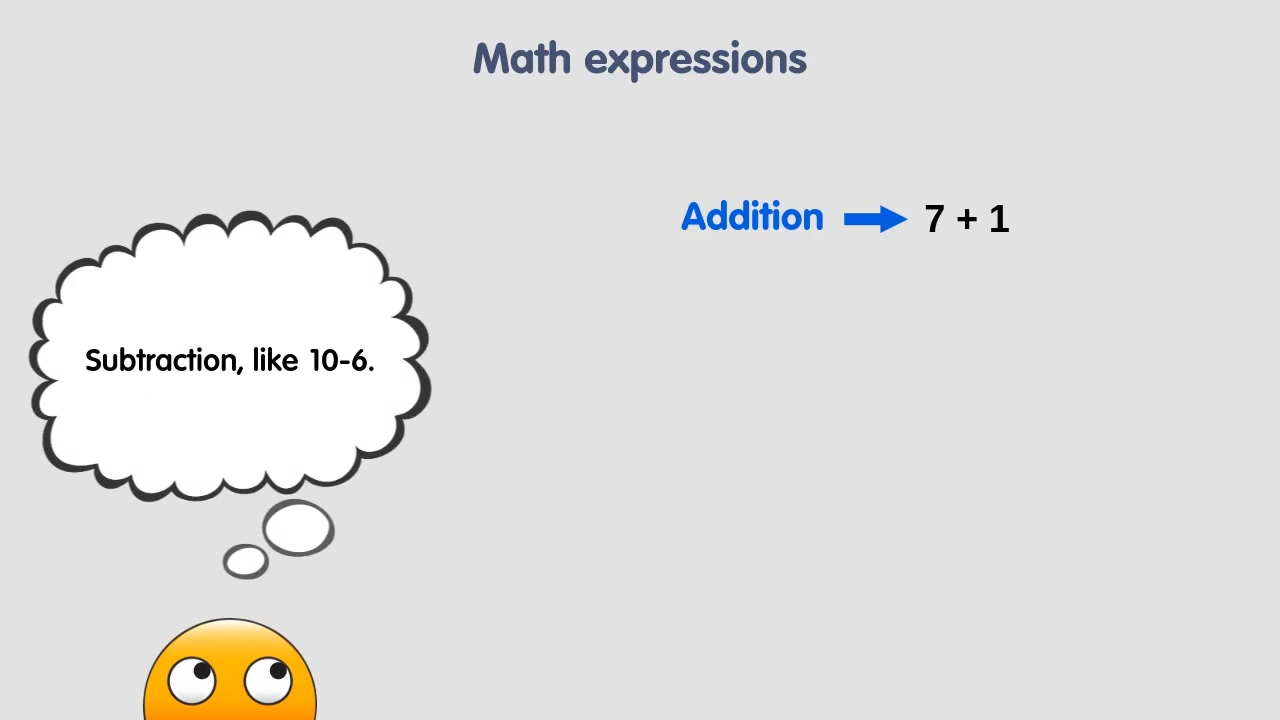 Math expressions
Addition 7 + 1
Subtraction, like 10-6.